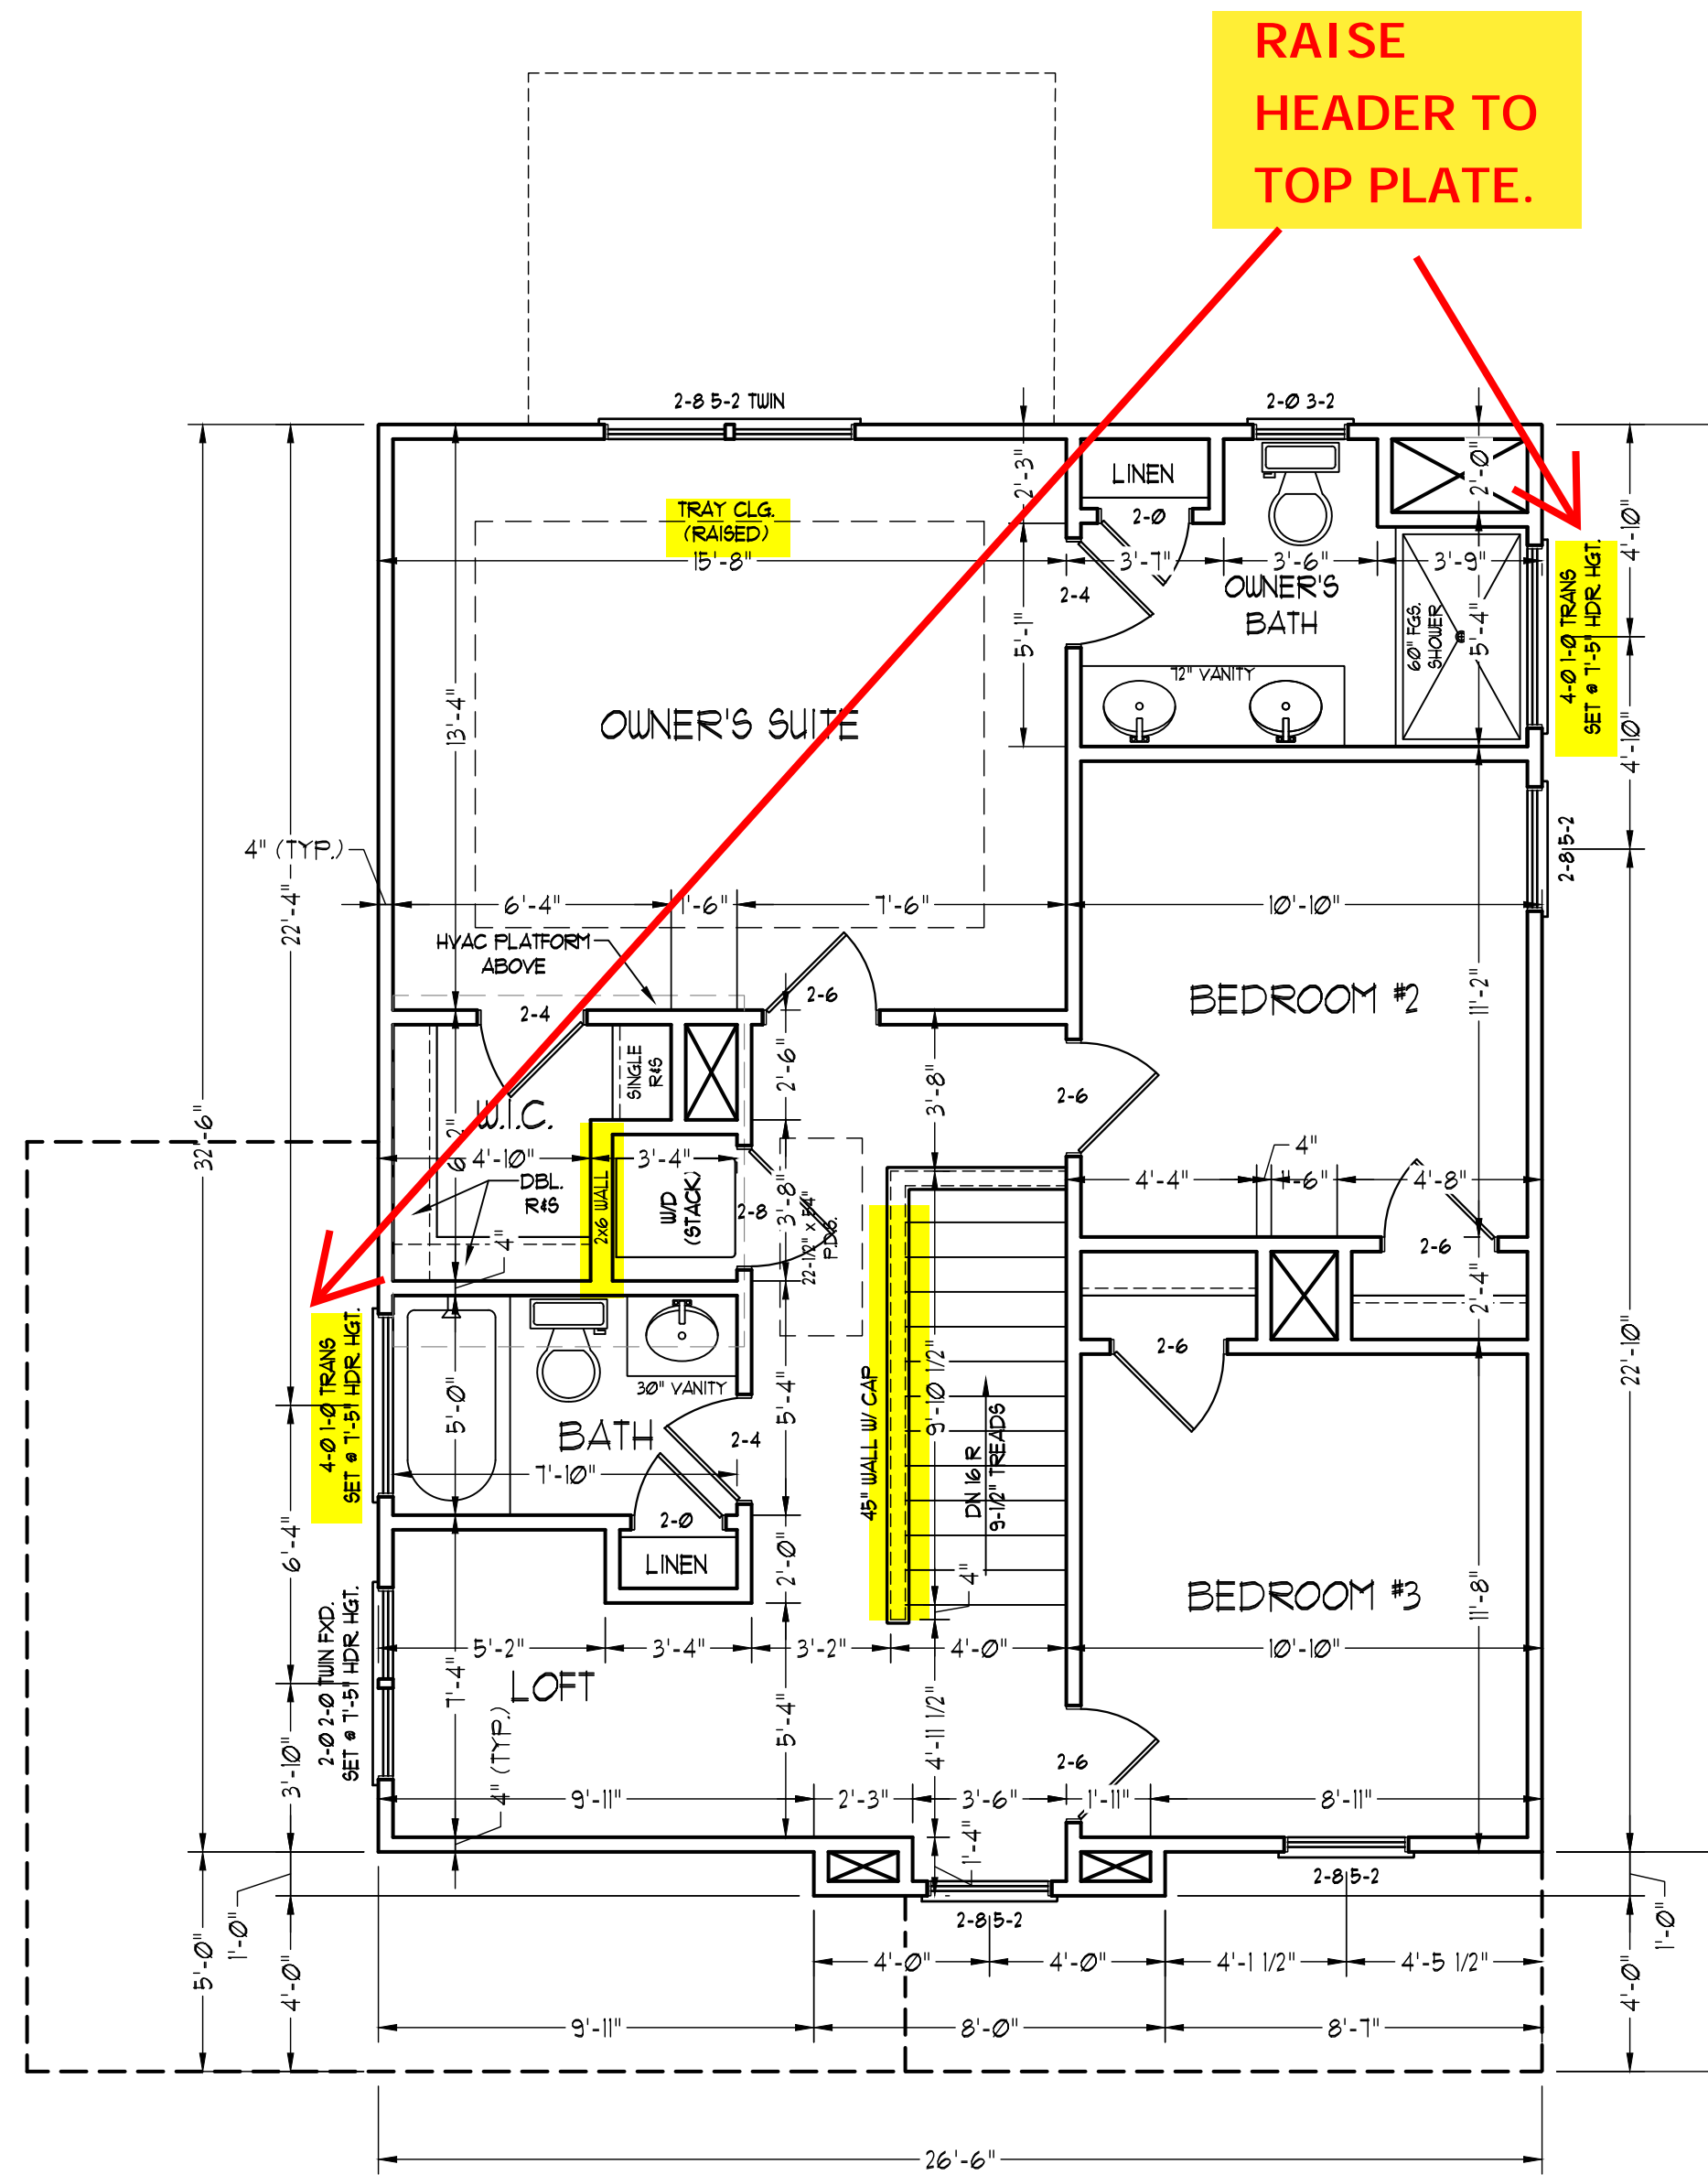 RAISE
HEADER TO
TOP PLATE.
2-8 5-2 TWIN
2-0 3-2
2'-3"
LINEN
2'-0"
2-0
4'-10"
TRAY CLG.
(RAISED)
15'-8"
3'-7"
3'-6"
3'-9"
OWNER'S
BATH
2-4
5'-1"
60" FGS.
SHOWER
5'-4"
4-0 1-0 TRANS
SET @ 7'-5" HDR HGT.
72" VANITY
OWNER'S SUITE
13'-4"
4'-10"
4" (TYP.)
2-8 5-2
22'-4"
6'-4"
1'-6"
7'-6"
10'-10"
HVAC PLATFORM
ABOVE
2-6
2-4
BEDROOM #2
11'-2"
SINGLE
R&S
2'-6"
3'-8"
2-6
W.I.C.
32'-6"
6'-2"
4'-10"
3'-4"
4"
4'-4"
1'-6"
4'-8"
DBL.
R&S
2x6 WALL
W/D
(STACK)
2-8
3'-8"
22-1/2" x 54"
P.D.S.
4"
2-6
2'-4"
4-0 1-0 TRANS
SET @ 7'-5" HDR HGT.
30" VANITY
5'-0"
BATH
7'-10"
2-4
5'-4"
45" WALL W/ CAP
9'-10 1/2"
DN 16 R
9-1/2" TREADS
2-6
22'-10"
2-0
LINEN
2'-0"
4"
6'-4"
BEDROOM #3
11'-8"
2-0 2-0 TWIN FXD.
SET @ 7'-5" HDR HGT.
5'-2"
3'-4"
3'-2"
4'-0"
10'-10"
LOFT
7'-4"
4" (TYP.)
5'-4"
4'-11 1/2"
2-6
3'-10"
9'-11"
2'-3"
3'-6"
1'-11"
8'-11"
1'-4"
2-8 5-2
2-8 5-2
1'-0"
1'-0"
5'-0"
4'-0"
4'-0"
4'-0"
4'-0"
4'-1 1/2"
4'-5 1/2"
9'-11"
8'-0"
8'-7"
26'-6"